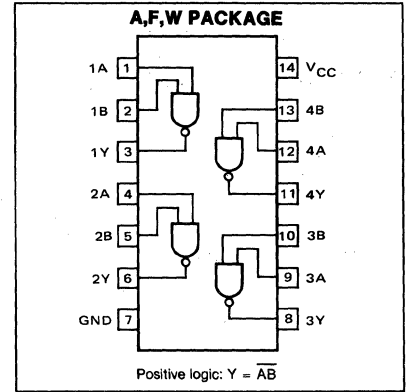 A,F,W PACKAGE
1A 1 14 VCC
1B 2 13 4B
1Y 3 12 4A
2A 4 11 4Y
2B 5 10 3B
2Y 6 9 3A
GND 7 8 3Y
Positive logic: Y = A̅B̅